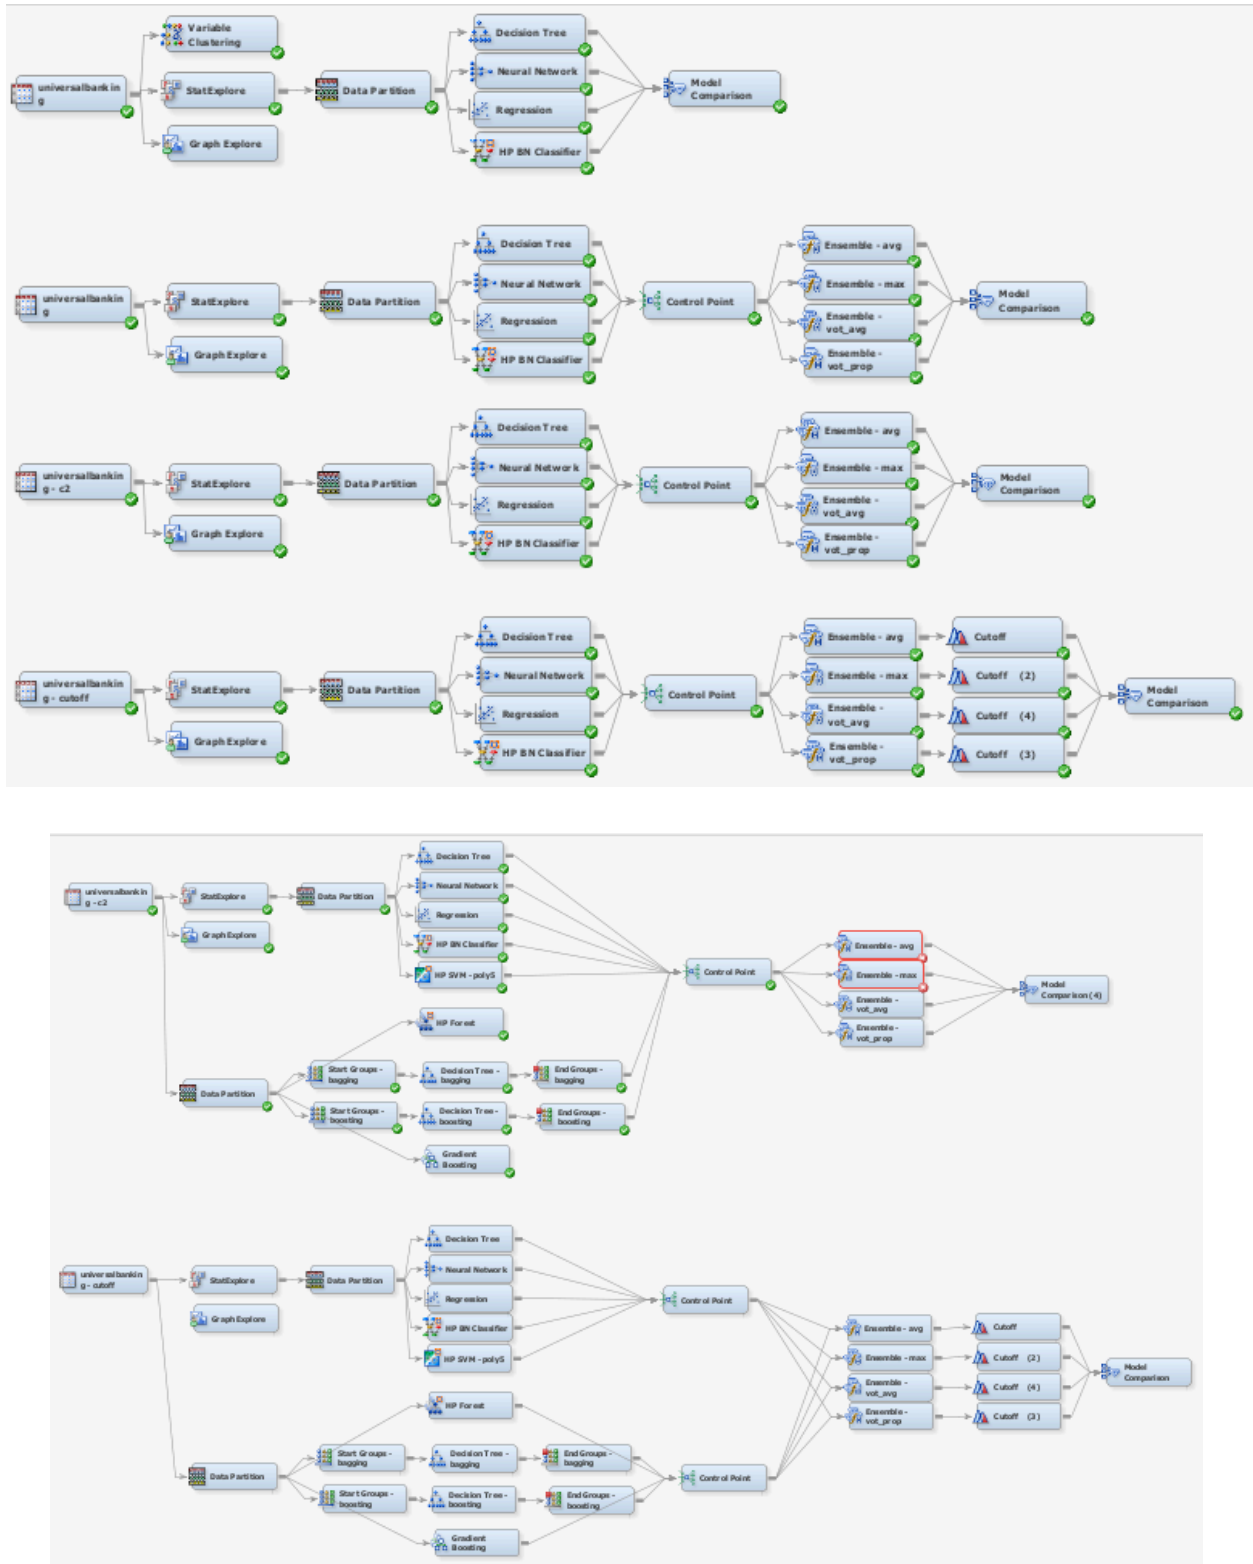 Variable
Clustering
Decision Tree
universalbankin
g
StatExplore
Data Partition
Neural Network
Model
Comparison
Regression
Graph Explore
HP BN Classifier
Decision Tree
Ensemble - avg
universalbankin
g
StatExplore
Data Partition
Neural Network
Control Point
Ensemble - max
Model
Comparison
Regression
Ensemble -
vot_avg
Graph Explore
HP BN Classifier
Ensemble -
vot_prop
Decision Tree
Ensemble - avg
universalbankin
g - c2
StatExplore
Data Partition
Neural Network
Control Point
Ensemble - max
Model
Comparison
Regression
Ensemble -
vot_avg
Graph Explore
HP BN Classifier
Ensemble -
vot_prop
Decision Tree
Ensemble - avg
Cutoff
universalbankin
g - cutoff
StatExplore
Data Partition
Neural Network
Control Point
Ensemble - max
Cutoff (2)
Model
Comparison
Regression
Ensemble -
vot_avg
Cutoff (4)
Graph Explore
HP BN Classifier
Ensemble -
vot_prop
Cutoff (3)
Decision Tree
universalbankin
g - c2
StatExplore
Data Partition
Neural Network
Regression
Graph Explore
HP BN Classifier
Ensemble - avg
HP SVM - poly5
Control Point
Ensemble - max
Model
Comparison (4)
Ensemble -
vot_avg
HP Forest
Ensemble -
vot_prop
Start Groups -
bagging
Decision Tree -
bagging
End Groups -
bagging
Data Partition
Start Groups -
boosting
Decision Tree -
boosting
End Groups -
boosting
Gradient
Boosting
Decision Tree
universalbankin
g - cutoff
StatExplore
Data Partition
Neural Network
Regression
Control Point
Graph Explore
HP BN Classifier
Ensemble - avg
Cutoff
HP SVM - poly5
Ensemble - max
Cutoff (2)
Model
Comparison
Ensemble -
vot_avg
Cutoff (4)
HP Forest
Ensemble -
vot_prop
Cutoff (3)
Start Groups -
bagging
Decision Tree -
bagging
End Groups -
bagging
Data Partition
Control Point
Start Groups -
boosting
Decision Tree -
boosting
End Groups -
boosting
Gradient
Boosting